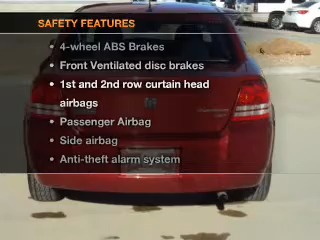 SAFETY FEATURES
• 4-wheel ABS Brakes
• Front Ventilated disc brakes
• 1st and 2nd row curtain head
airbags
• Passenger Airbag
• Side airbag
• Anti-theft alarm system